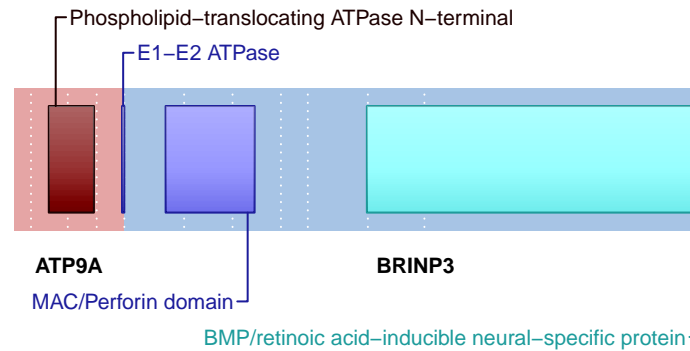 Phospholipid−translocating ATPase N−terminal
E1−E2 ATPase
ATP9A
BRINP3
MAC/Perforin domain
BMP/retinoic acid−inducible neural−specific protein